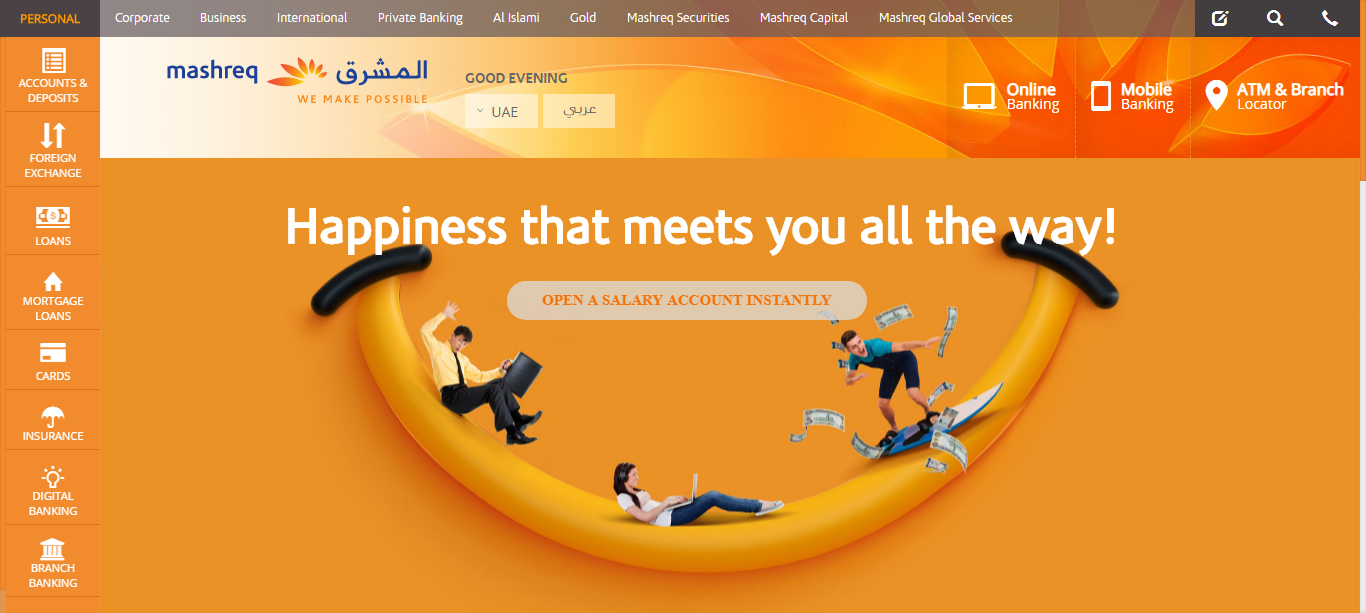 PERSONAL
Corporate
Business
International
Private Banking
Al Islami
Gold
Mashreq Securities
Mashreq Capital
Mashreq Global Services
ACCOUNTS &
DEPOSITS
FOREIGN
EXCHANGE
LOANS
MORTGAGE
LOANS
CARDS
INSURANCE
DIGITAL
BANKING
BRANCH
BANKING
mashreq المشرق
WE MAKE POSSIBLE
GOOD EVENING
UAE
عربي
Online
Banking
Mobile
Banking
ATM & Branch
Locator
Happiness that meets you all the way!
OPEN A SALARY ACCOUNT INSTANTLY